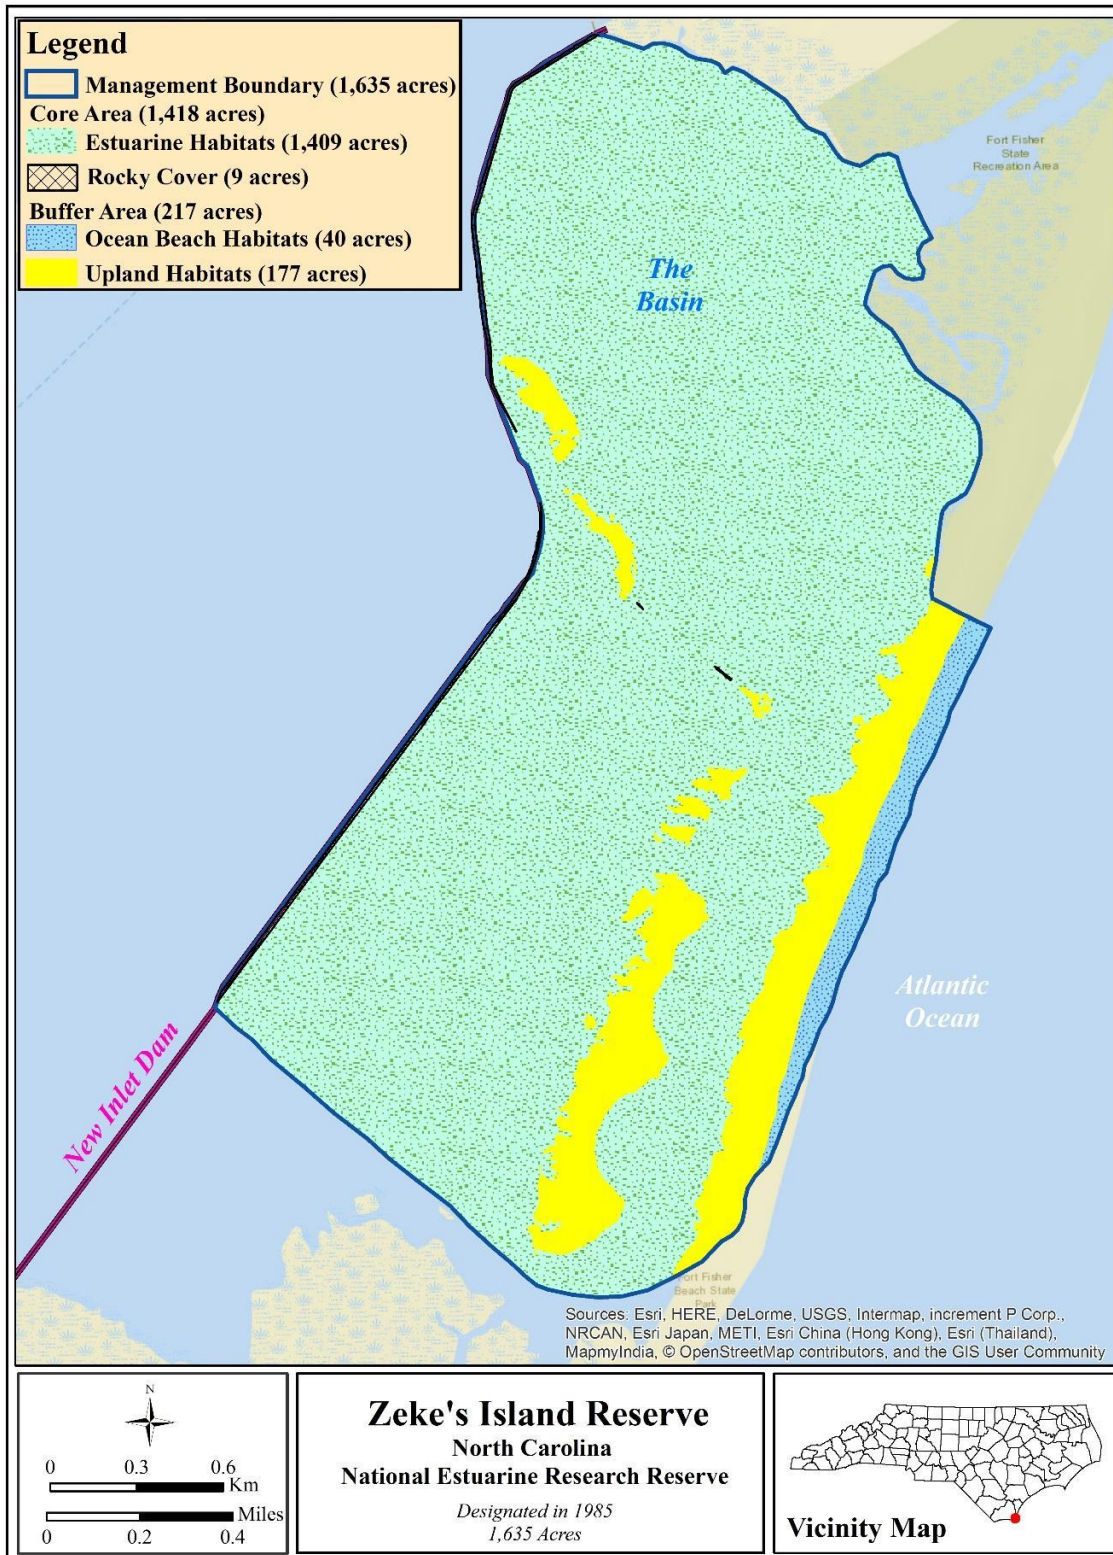 Legend
Management Boundary (1,635 acres)
Core Area (1,418 acres)
Estuarine Habitats (1,409 acres)
Rocky Cover (9 acres)
Buffer Area (217 acres)
Ocean Beach Habitats (40 acres)
Upland Habitats (177 acres)
Fort Fisher
State
Recreation Area
The
Basin
Atlantic
Ocean
New Inlet Dam
Fort Fisher
Beach State
Park
Sources: Esri, HERE, DeLorme, USGS, Intermap, increment P Corp.,
NRCAN, Esri Japan, METI, Esri China (Hong Kong), Esri (Thailand),
MapmyIndia, © OpenStreetMap contributors, and the GIS User Community
N
0 0.3 0.6
Km
Miles
0 0.2 0.4
Zeke's Island Reserve
North Carolina
National Estuarine Research Reserve
Designated in 1985
1,635 Acres
Vicinity Map